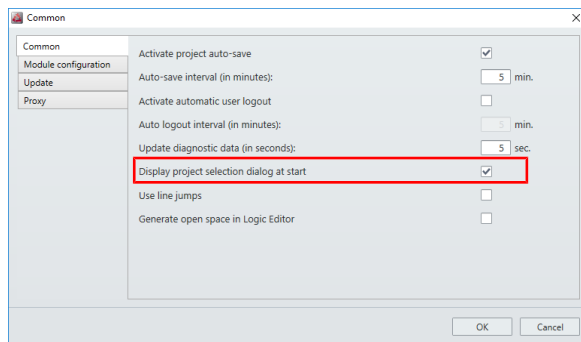 Common
Common
Module configuration
Update
Proxy
Activate project auto-save
Auto-save interval (in minutes): 5 min.
Activate automatic user logout
Auto logout interval (in minutes): 5 min.
Update diagnostic data (in seconds): 5 sec.
Display project selection dialog at start
Use line jumps
Generate open space in Logic Editor
OK Cancel